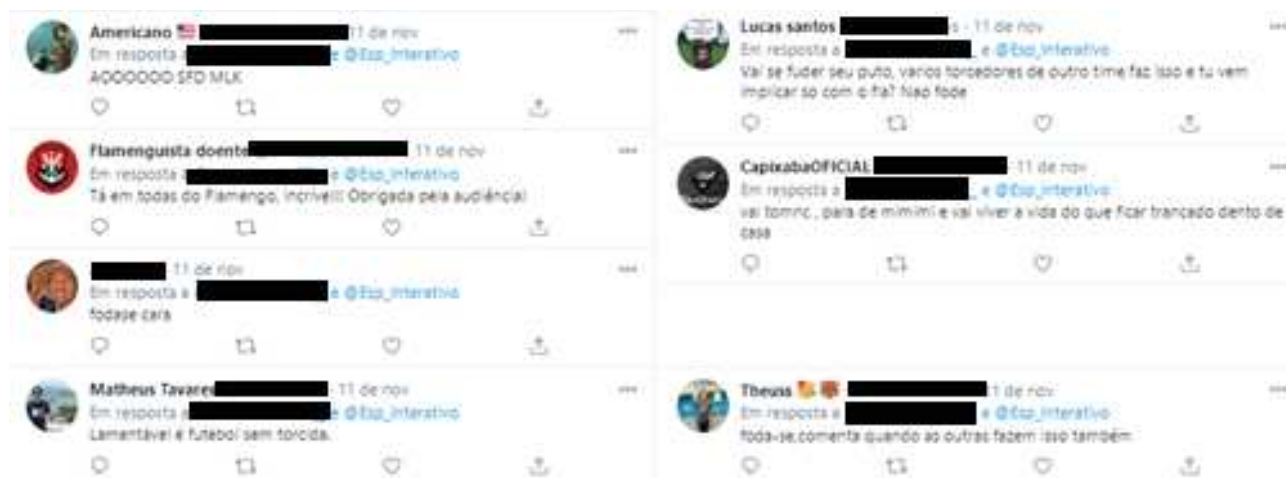 Americano 11 de nov
Em resposta a e @Esp_Interativo
AOOOOOO SFD MLK
Flamenguista doente 11 de nov
Em resposta a e @Esp_Interativo
Tá em todas do Flamengo, incrível!! Obrigada pela audiência!
11 de nov
Em resposta a e @Esp_Interativo
fodase cara
Matheus Tavares 11 de nov
Em resposta a e @Esp_Interativo
Lamentável é futebol sem torcida.
Lucas santos s · 11 de nov
Em resposta a _ e @Esp_Interativo
Vai se fuder seu puto, varios torcedores de outro time faz isso e tu vem
implicar so com o fla? Nao fode
CapixabaOFICIAL 11 de nov
Em resposta a _ e @Esp_Interativo
vai tomnc , para de mimimi e vai viver a vida do que ficar trancado dento de
casa
Theuss 11 de nov
Em resposta a e @Esp_Interativo
foda-se,comenta quando as outras fazem isso também